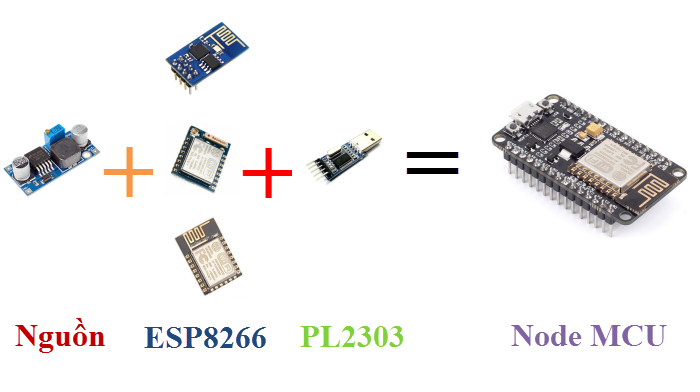 Nguồn
ESP8266
PL2303
Node MCU